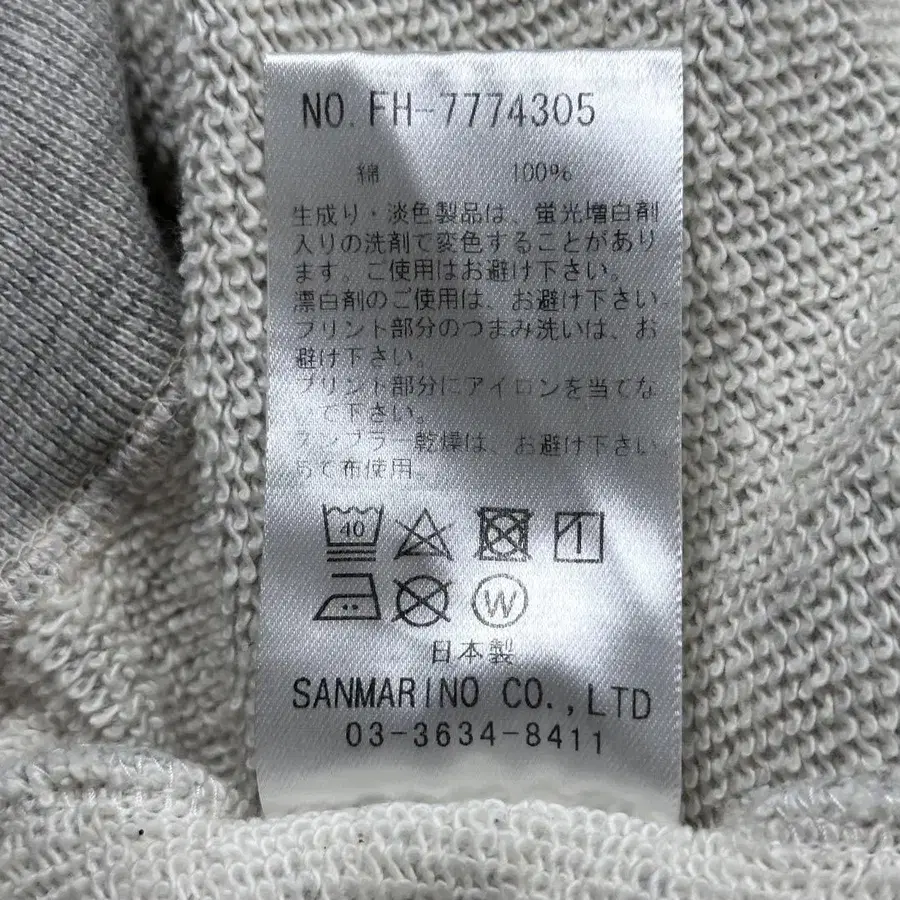 NO. FH-7774305
綿 100%
生成り・淡色製品は、蛍光増白剤
入りの洗剤で変色することがあり
ます。ご使用はお避け下さい。
漂白剤のご使用は、お避け下さい。
プリント部分のつまみ洗いは、お
避け下さい。
プリント部分にアイロンを当てな
いで下さい。
タンブラー乾燥は、お避け下さい。
あて布使用。
40
W
日本製
SANMARINO CO.,LTD
03-3634-8411